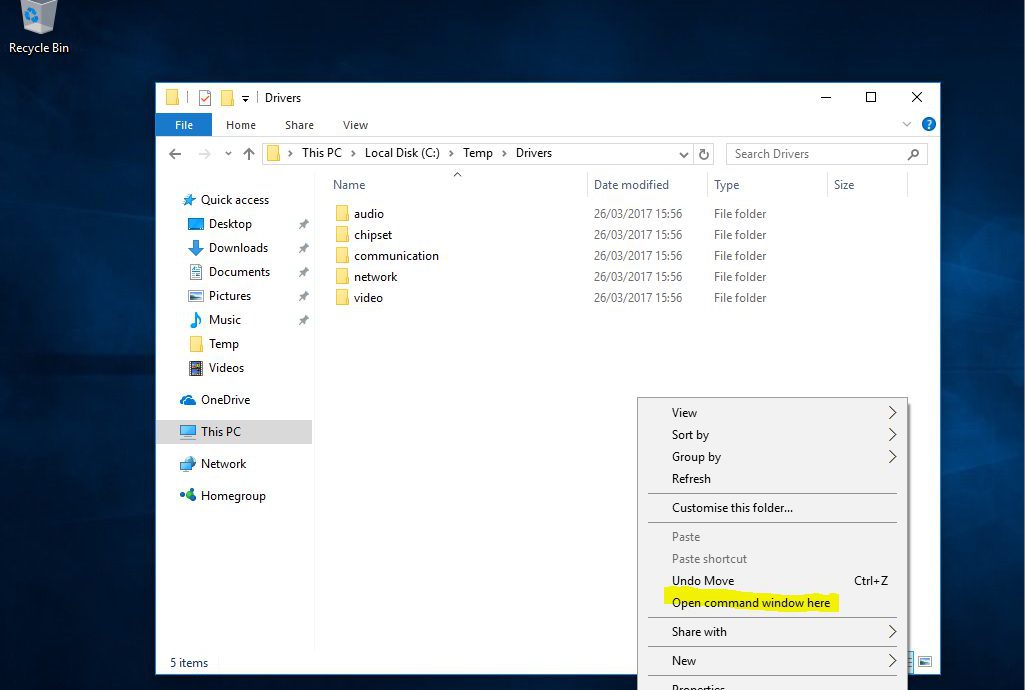 Recycle Bin
Drivers
File Home Share View
This PC Local Disk (C:) Temp Drivers
Search Drivers
Name Date modified Type Size
Quick access
Desktop
Downloads
Documents
Pictures
Music
Temp
Videos
OneDrive
This PC
Network
Homegroup
audio 26/03/2017 15:56 File folder
chipset 26/03/2017 15:56 File folder
communication 26/03/2017 15:56 File folder
network 26/03/2017 15:56 File folder
video 26/03/2017 15:56 File folder
View
Sort by
Group by
Refresh
Customise this folder...
Paste
Paste shortcut
Undo Move Ctrl+Z
Open command window here
Share with
New
Properties
5 items